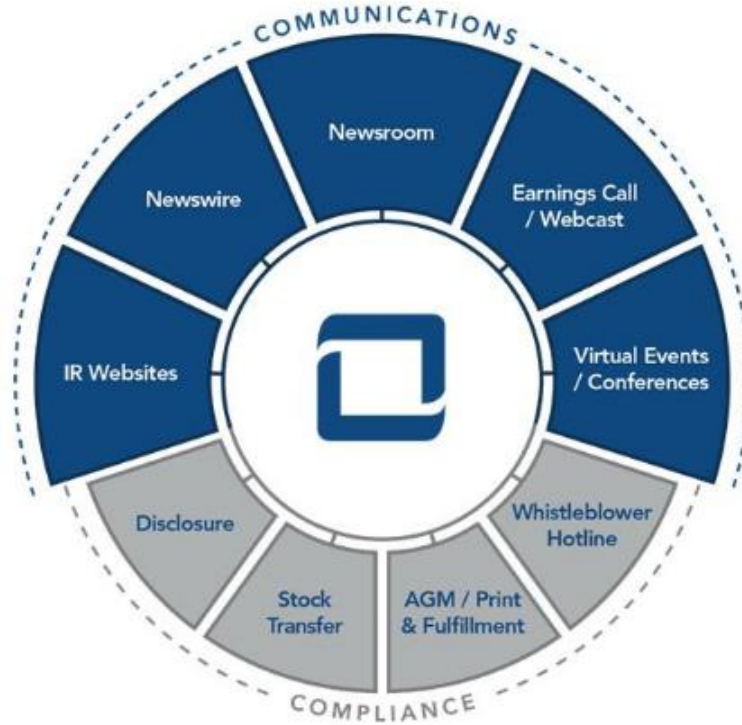 COMMUNICATIONS
Newsroom
Newswire
Earnings Call
/ Webcast
IR Websites
Virtual Events
/ Conferences
Disclosure
Whistleblower
Hotline
Stock
Transfer
AGM / Print
& Fulfillment
COMPLIANCE